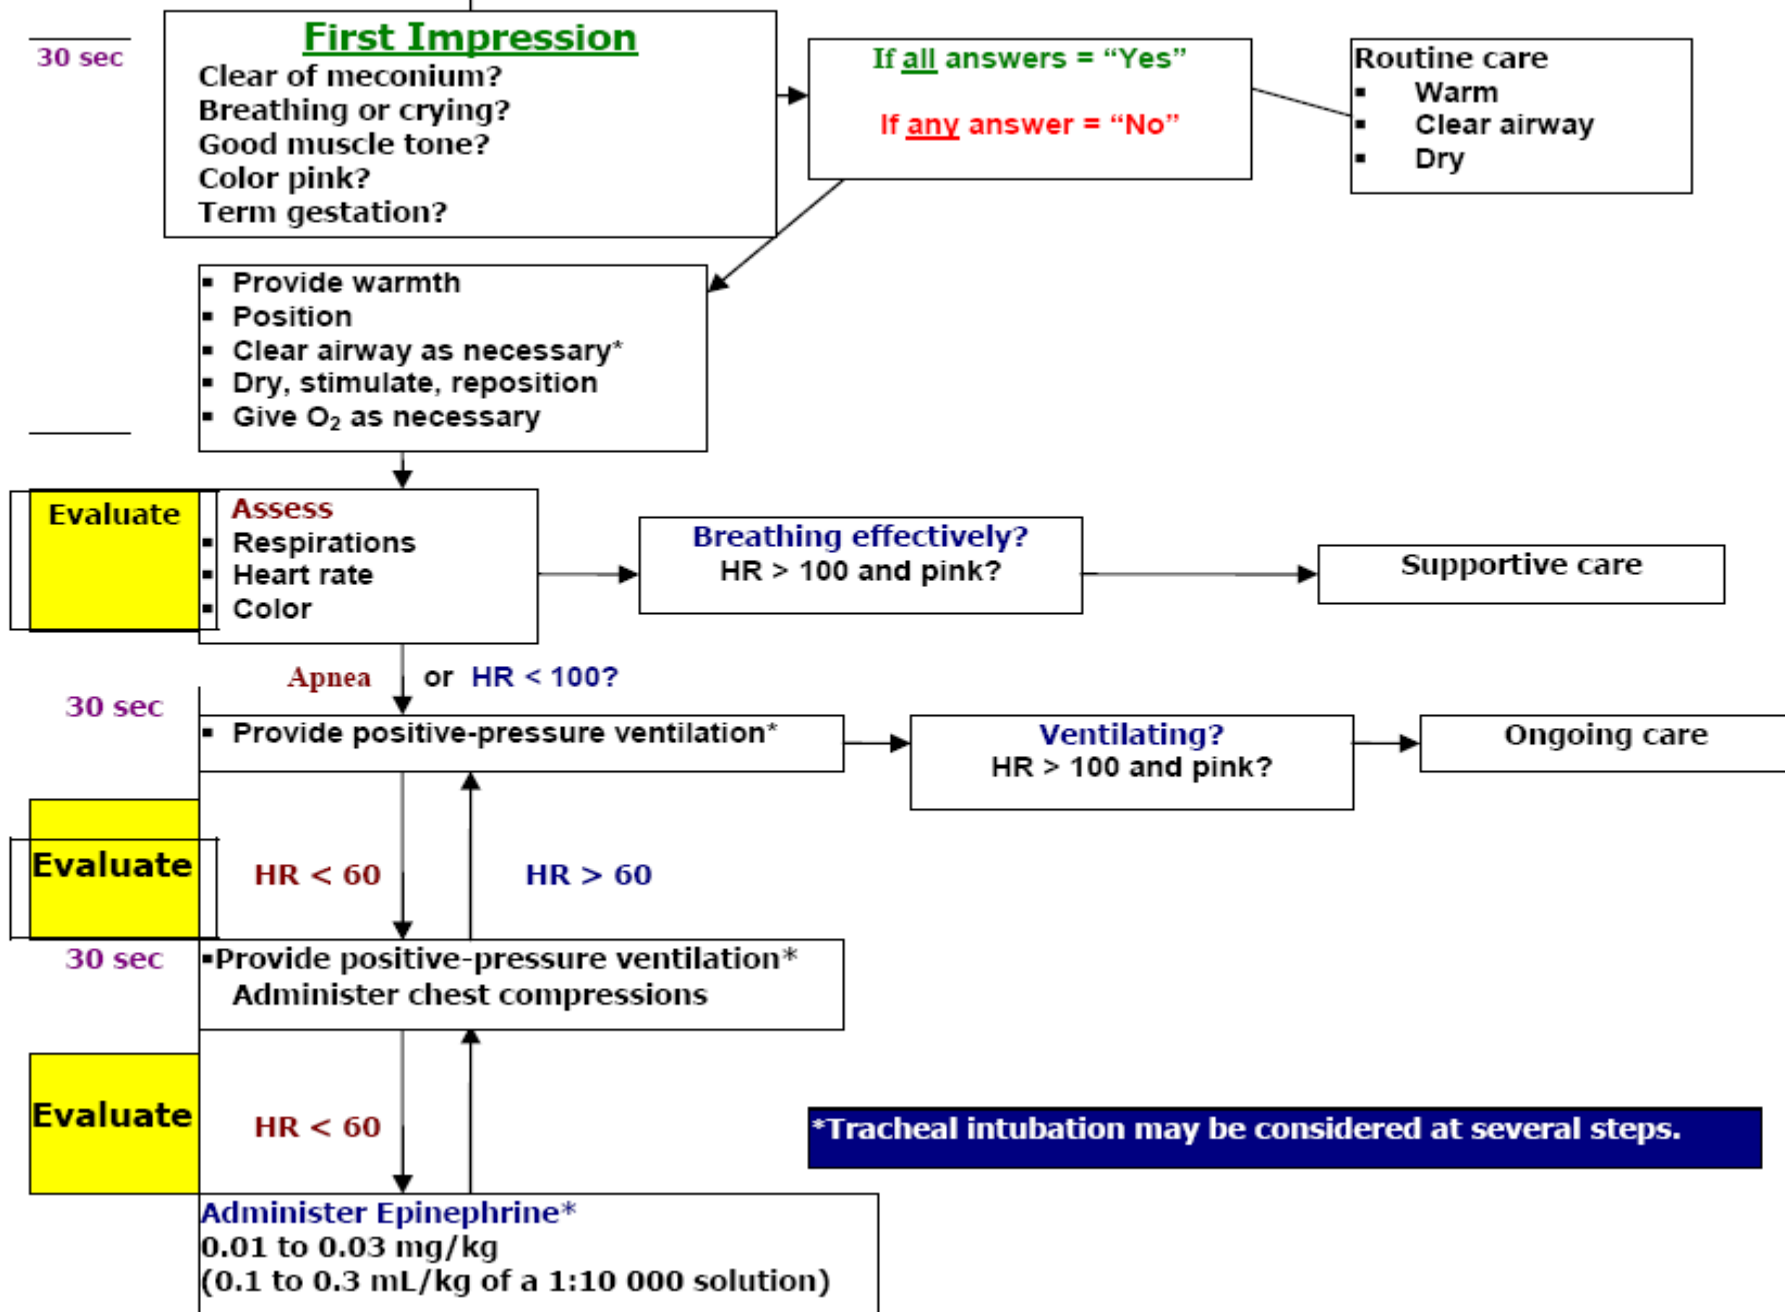 30 sec
First Impression
Clear of meconium?
Breathing or crying?
Good muscle tone?
Color pink?
Term gestation?
If all answers = “Yes”
If any answer = “No”
Routine care
▪ Warm
▪ Clear airway
▪ Dry
▪ Provide warmth
▪ Position
▪ Clear airway as necessary*
▪ Dry, stimulate, reposition
▪ Give O₂ as necessary
Evaluate
Assess
▪ Respirations
▪ Heart rate
▪ Color
Breathing effectively?
HR > 100 and pink?
Supportive care
Apnea or HR < 100?
30 sec
▪ Provide positive-pressure ventilation*
Ventilating?
HR > 100 and pink?
Ongoing care
Evaluate
HR < 60
HR > 60
30 sec
▪Provide positive-pressure ventilation*
Administer chest compressions
Evaluate
HR < 60
*Tracheal intubation may be considered at several steps.
Administer Epinephrine*
0.01 to 0.03 mg/kg
(0.1 to 0.3 mL/kg of a 1:10 000 solution)